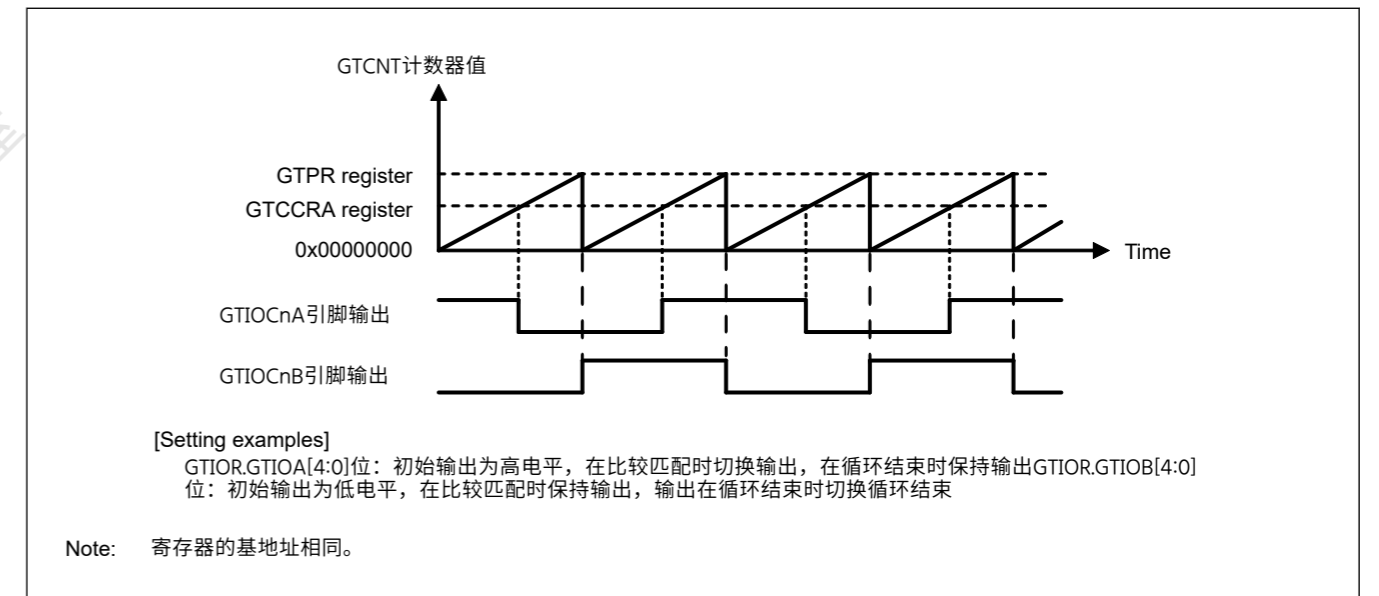 GTCNT计数器值
GTPR register
GTCCRA register
0x00000000
Time
GTIOCnA引脚输出
GTIOCnB引脚输出
[Setting examples]
GTIOR.GTIOA[4:0]位：初始输出为高电平，在比较匹配时切换输出，在循环结束时保持输出GTIOR.GTIOB[4:0]
位：初始输出为低电平，在比较匹配时保持输出，输出在循环结束时切换循环结束
Note: 寄存器的基地址相同。